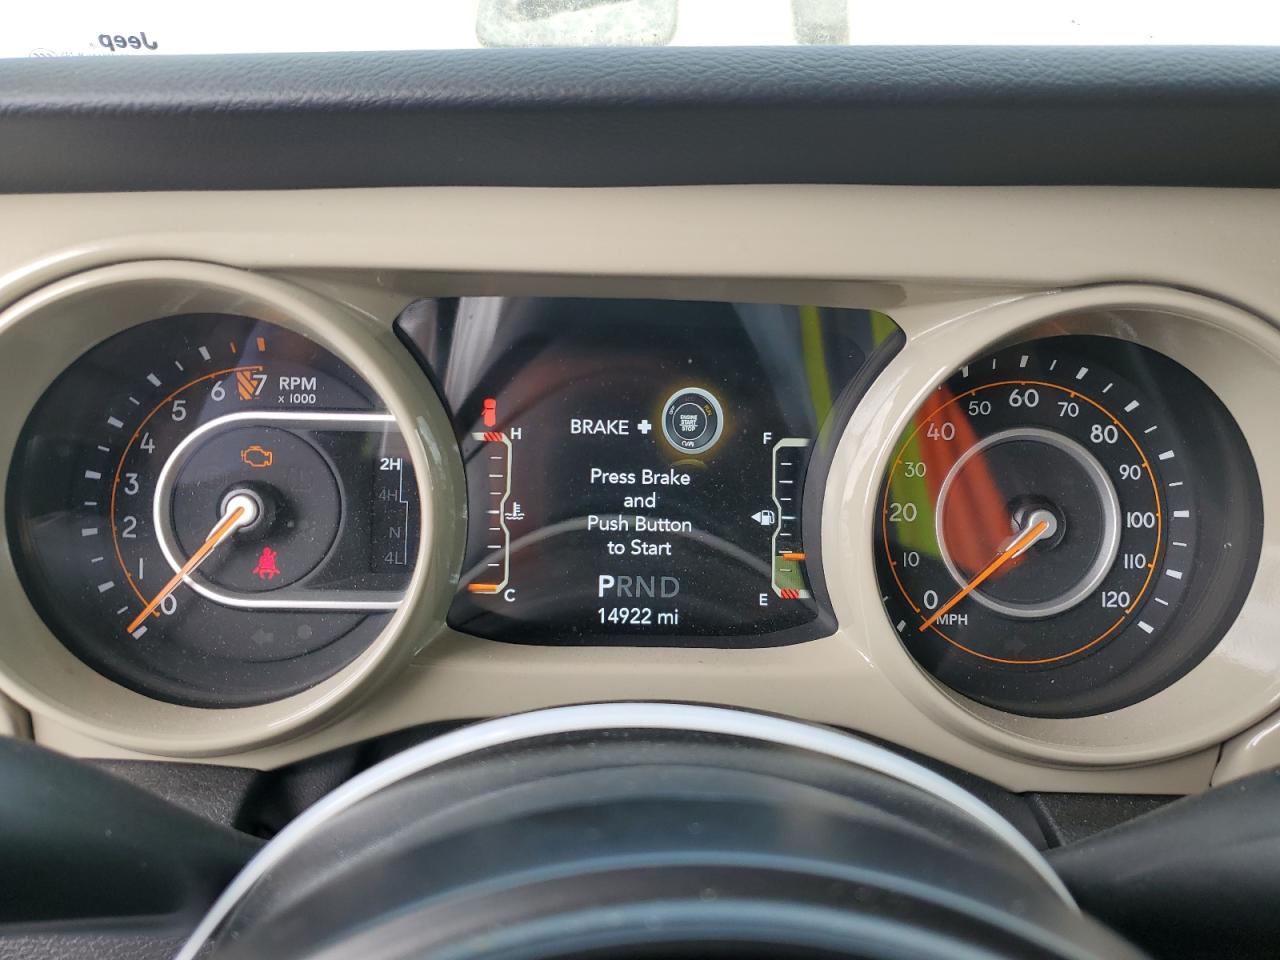 Jeep
RPM
x 1000
0
1
2
3
4
5
6
7
2H
4H
N
4L
H
C
BRAKE +
ENGINE
START
STOP
RUN
Press Brake
and
Push Button
to Start
PRND
14922 mi
F
E
0
10
20
30
40
50
60
70
80
90
100
110
120
MPH